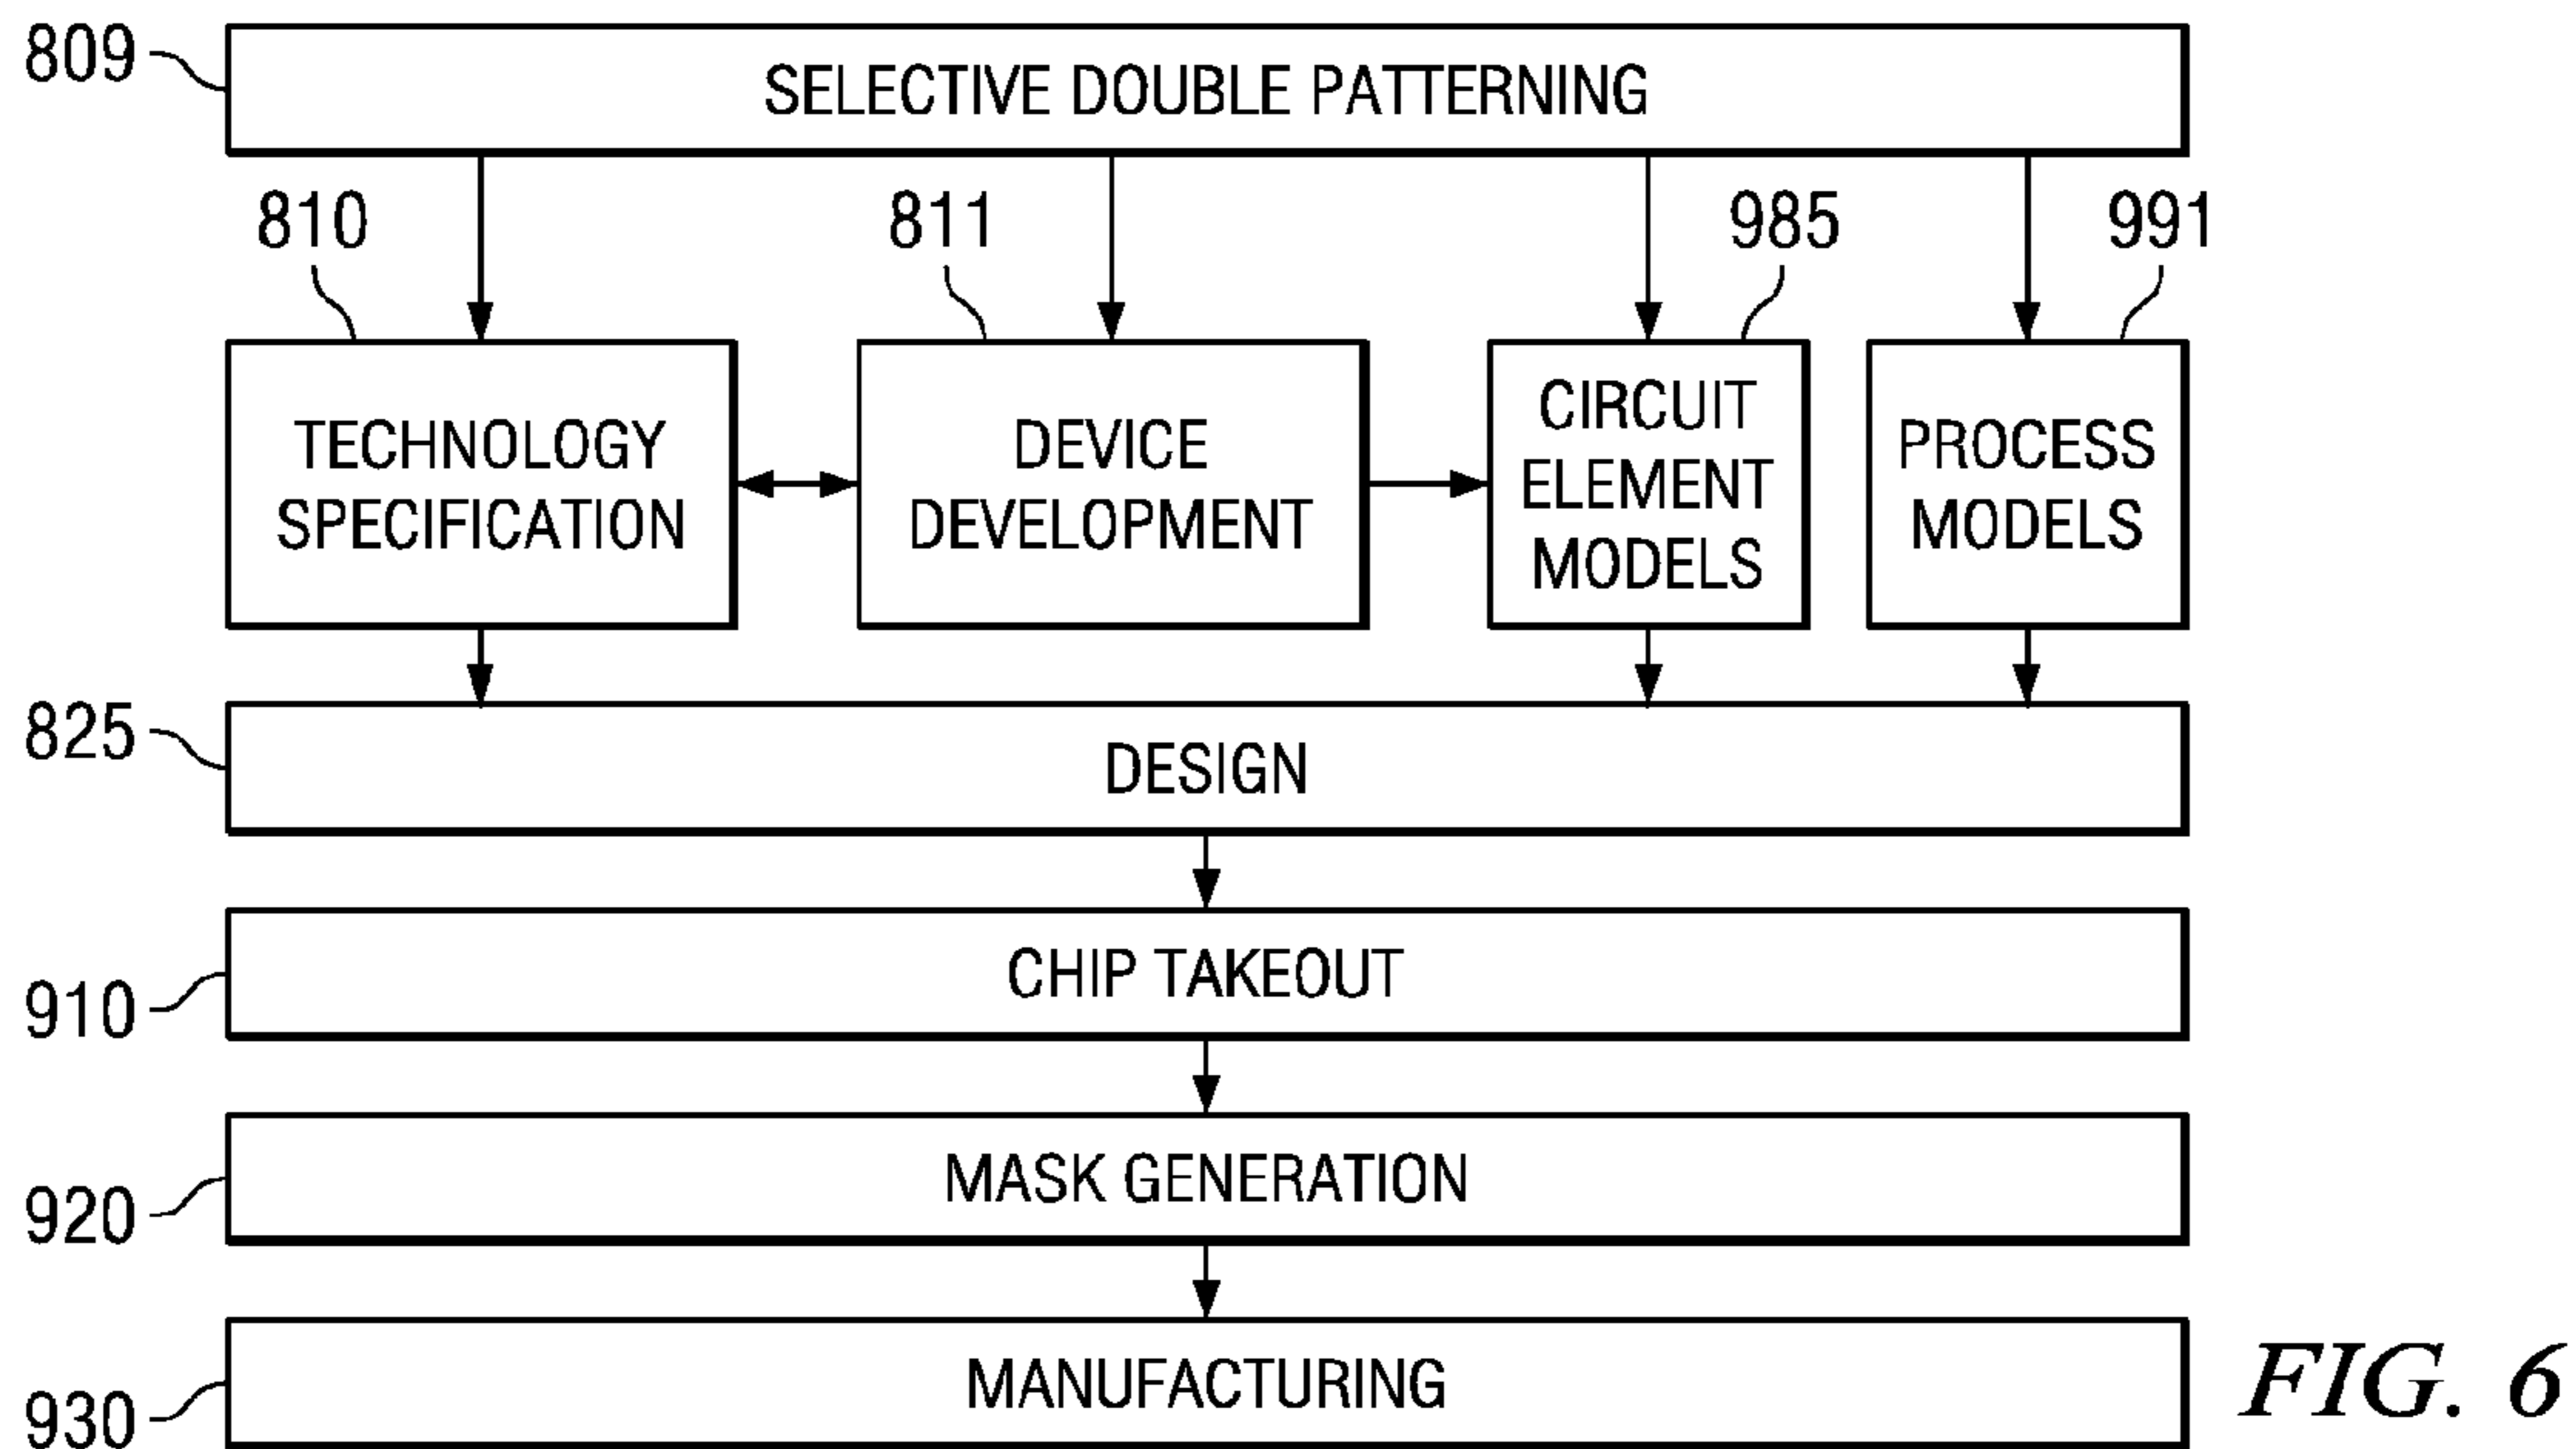 809
SELECTIVE DOUBLE PATTERNING
810
811
985
991
TECHNOLOGY
SPECIFICATION
DEVICE
DEVELOPMENT
CIRCUIT
ELEMENT
MODELS
PROCESS
MODELS
825
DESIGN
CHIP TAKEOUT
910
MASK GENERATION
920
MANUFACTURING
930
FIG. 6